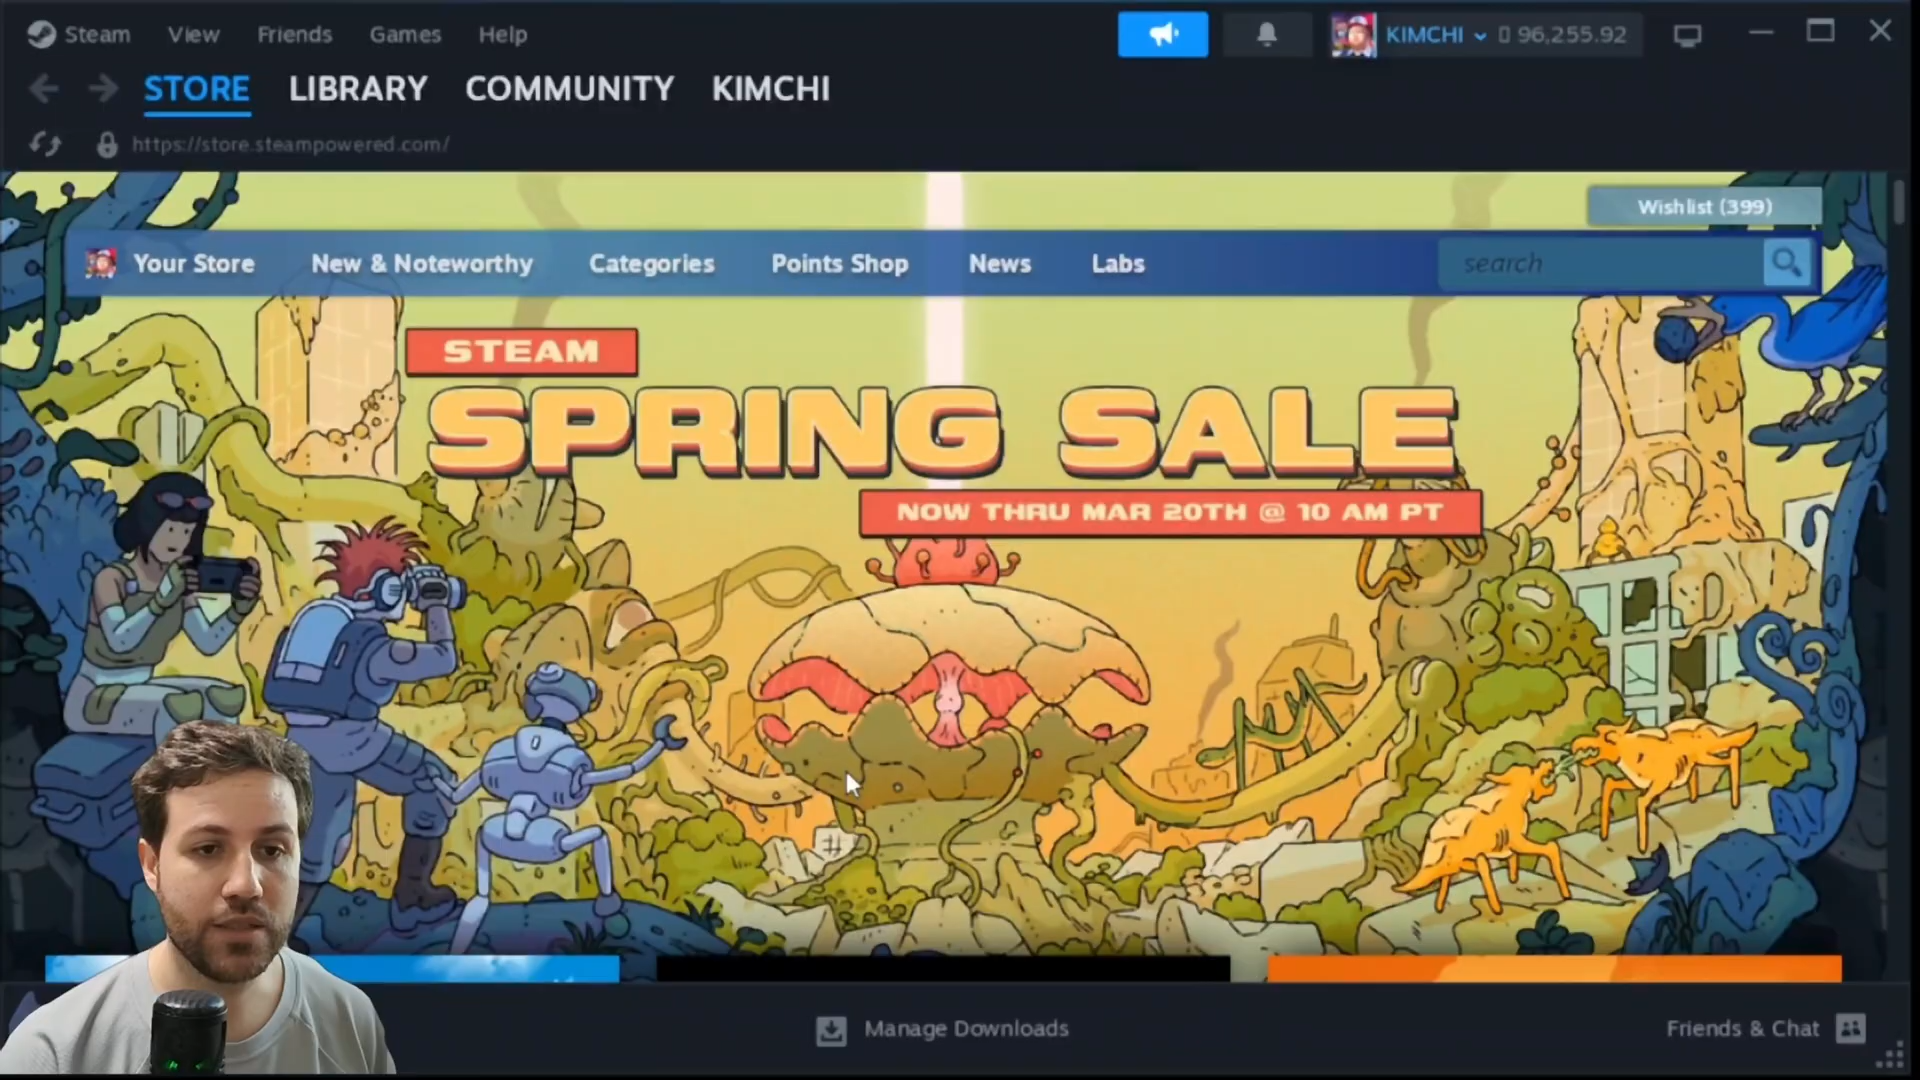 Steam View Friends Games Help
KIMCHI 96,255.92
STORE LIBRARY COMMUNITY KIMCHI
https://store.steampowered.com/
Wishlist (399)
Your Store New & Noteworthy Categories Points Shop News Labs search
STEAM
SPRING SALE
NOW THRU MAR 20TH @ 10 AM PT
Manage Downloads
Friends & Chat